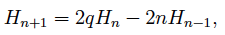 H_{n+1} = 2qH_n − 2nH_{n−1},